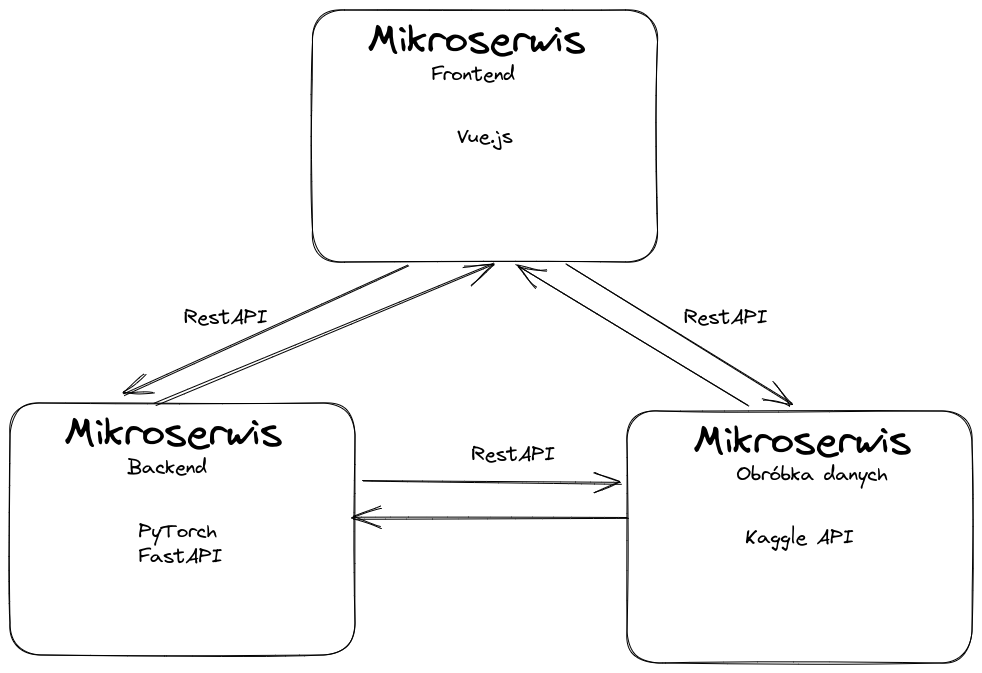 Mikroserwis
Frontend
Vue.js
RestAPI
RestAPI
Mikroserwis
Backend
PyTorch
FastAPI
RestAPI
Mikroserwis
Obróbka danych
Kaggle API